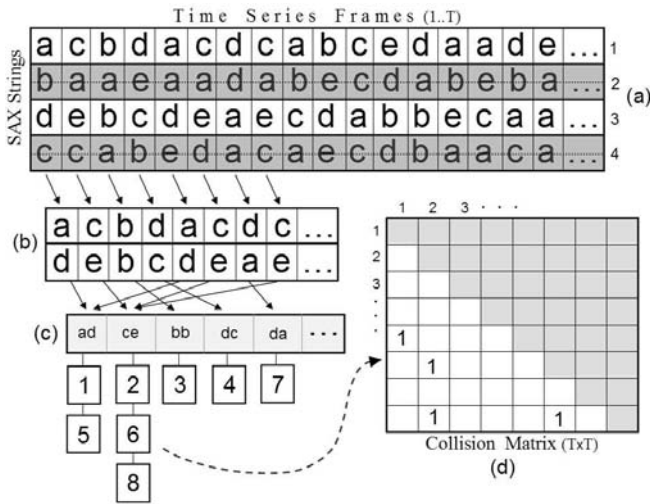 Time Series Frames (1..T)
SAX Strings
a c b d a c d c a b c e d a a d e ... 1
b a a e a a d a b e c d a b e b a ... 2
(a)
d e b c d e a e c d a b b e c a a ... 3
c c a b e d a c a e c d b a a c a ... 4
(b)
a c b d a c d c ...
d e b c d e a e ...
(c)
ad ce bb dc da ...
1 2 3 4 7
5 6
8
1 2 3 . . .
1
2
3
.
.
.
1
1
1 1
Collision Matrix (TxT)
(d)